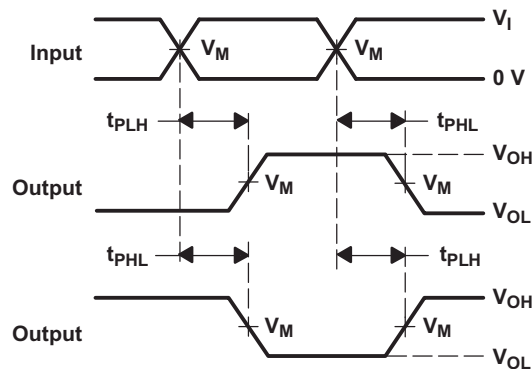 V_I
Input
V_M
V_M
0 V
t_PLH
t_PHL
V_OH
Output
V_M
V_M
V_OL
t_PHL
t_PLH
V_OH
Output
V_M
V_M
V_OL